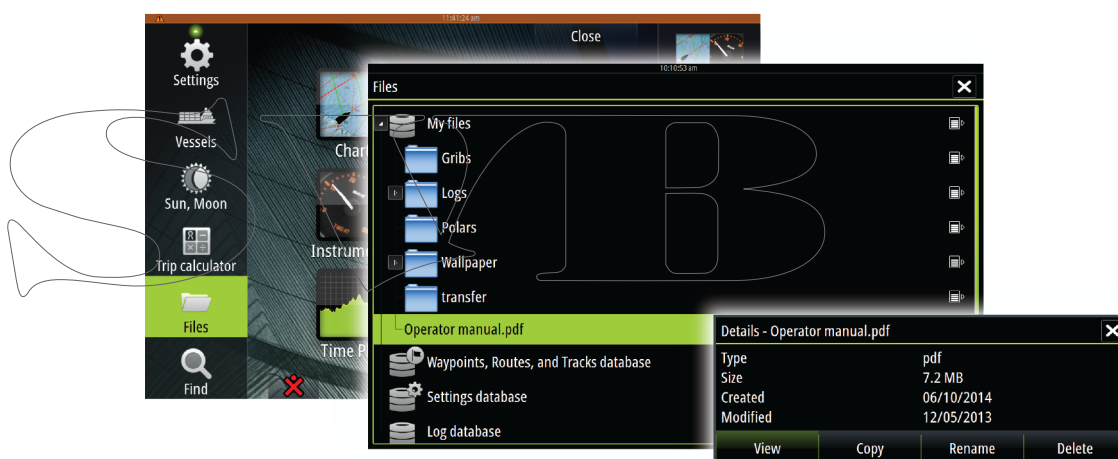 11:41:24 am
Close
Settings
Vessels
Sun, Moon
Trip calculator
Files
Find
Char
Instrum
Time P
10:10:53 am
Files
My files
Gribs
Logs
Polars
Wallpaper
transfer
Operator manual.pdf
Waypoints, Routes, and Tracks database
Settings database
Log database
Details - Operator manual.pdf
Type pdf
Size 7.2 MB
Created 06/10/2014
Modified 12/05/2013
View Copy Rename Delete